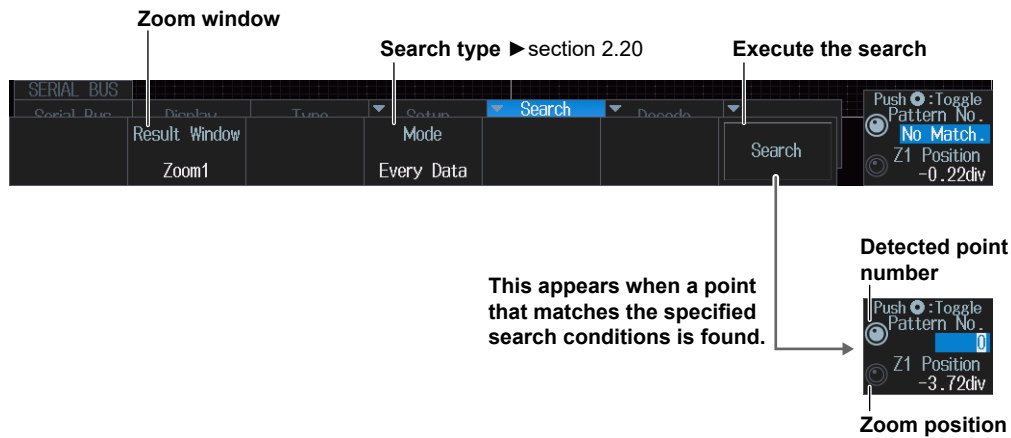 Zoom window
Search type ►section 2.20
Execute the search
SERIAL BUS
Serial Bus Display Type Setup Search Decode
Result Window
Zoom1
Mode
Every Data
Search
Push :Toggle
Pattern No.
No Match.
Z1 Position
-0.22div
This appears when a point
that matches the specified
search conditions is found.
Detected point
number
Push :Toggle
Pattern No.
0
Z1 Position
-3.72div
Zoom position